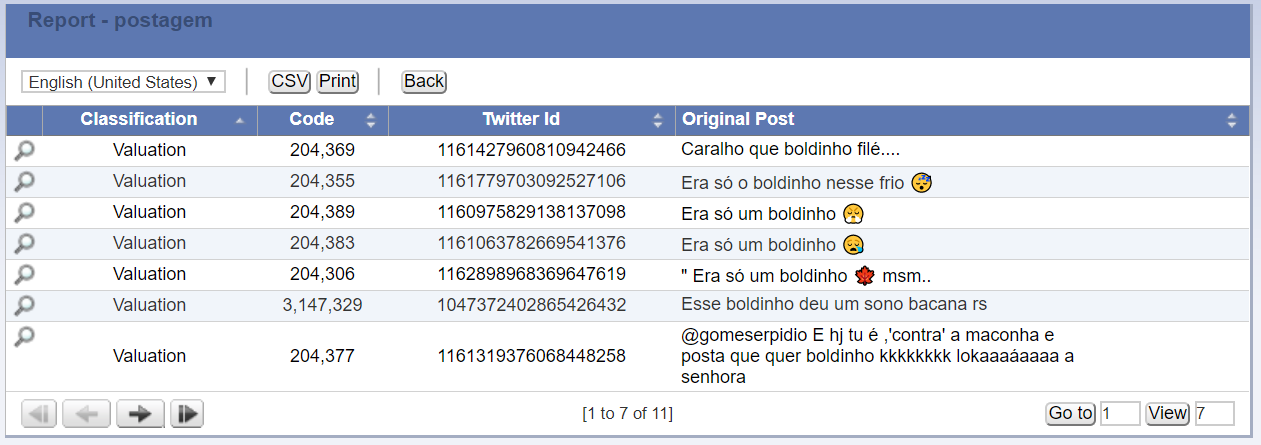 Report - postagem
English (United States) ▼ CSV Print Back
Classification Code Twitter Id Original Post
Valuation 204,369 1161427960810942466 Caralho que boldinho filé....
Valuation 204,355 1161779703092527106 Era só o boldinho nesse frio 😴
Valuation 204,389 1160975829138137098 Era só um boldinho 😤
Valuation 204,383 1161063782669541376 Era só um boldinho 😪
Valuation 204,306 1162898968369647619 " Era só um boldinho 🍁 msm..
Valuation 3,147,329 1047372402865426432 Esse boldinho deu um sono bacana rs
@gomeserpidio E hj tu é ,'contra' a maconha e
Valuation 204,377 1161319376068448258 posta que quer boldinho kkkkkkkk lokaaaáaaaa a
senhora
[1 to 7 of 11] Go to 1 View 7